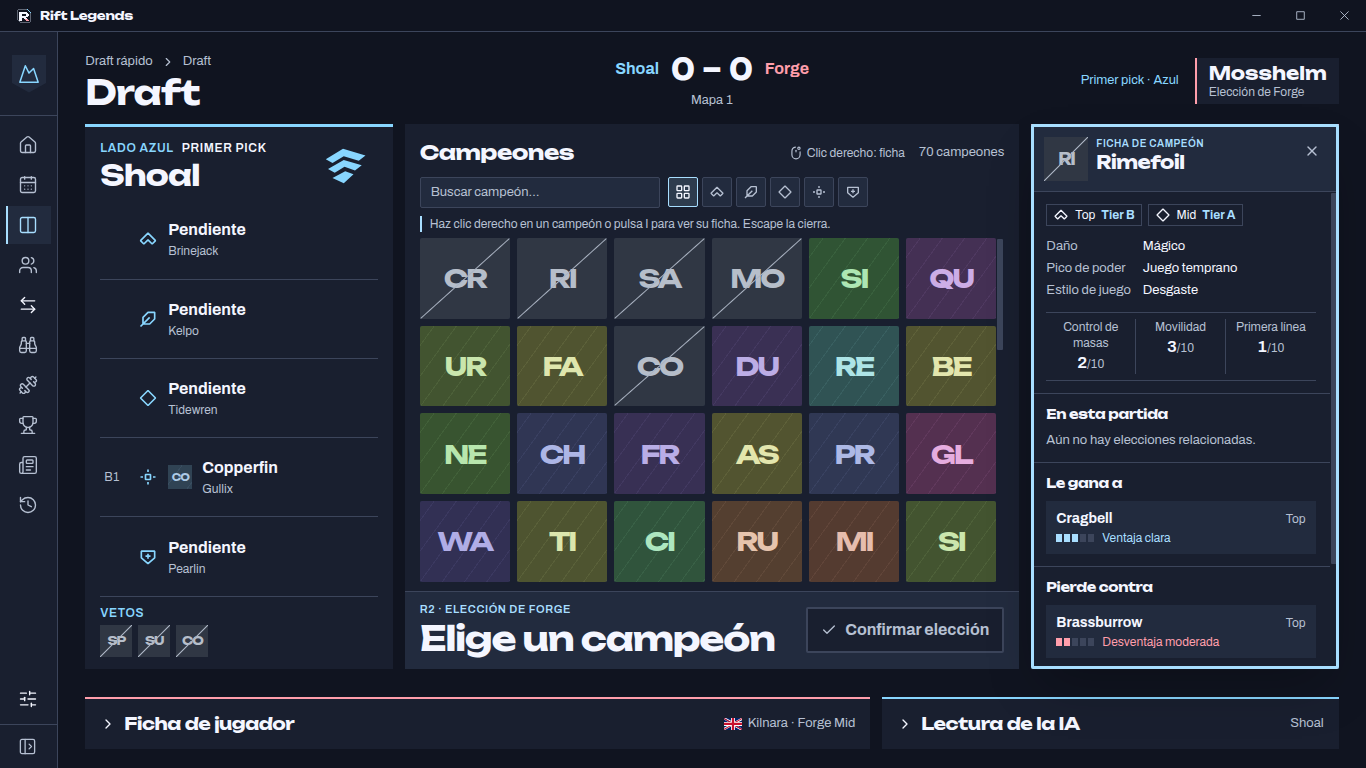 Rift Legends
Draft rápido > Draft
Draft
Shoal 0 – 0 Forge
Mapa 1
Primer pick · Azul
Mosshelm
Elección de Forge
LADO AZUL PRIMER PICK
Shoal
Pendiente
Brinejack
Pendiente
Kelpo
Pendiente
Tidewren
B1
CO
Copperfin
Gullix
Pendiente
Pearlin
VETOS
SP SU CO
Campeones
Clic derecho: ficha
70 campeones
Buscar campeón...
Haz clic derecho en un campeón o pulsa I para ver su ficha. Escape la cierra.
CR RI SA MO SI QU
UR FA CO DU RE BE
NE CH FR AS PR GL
WA TI CI RU MI SI
R2 · ELECCIÓN DE FORGE
Elige un campeón
Confirmar elección
RI
FICHA DE CAMPEÓN
Rimefoil
Top Tier B
Mid Tier A
Daño Mágico
Pico de poder Juego temprano
Estilo de juego Desgaste
Control de masas
2/10
Movilidad
3/10
Primera línea
1/10
En esta partida
Aún no hay elecciones relacionadas.
Le gana a
Cragbell Top
Ventaja clara
Pierde contra
Brassburrow Top
Desventaja moderada
Ficha de jugador
Kilnara · Forge Mid
Lectura de la IA
Shoal